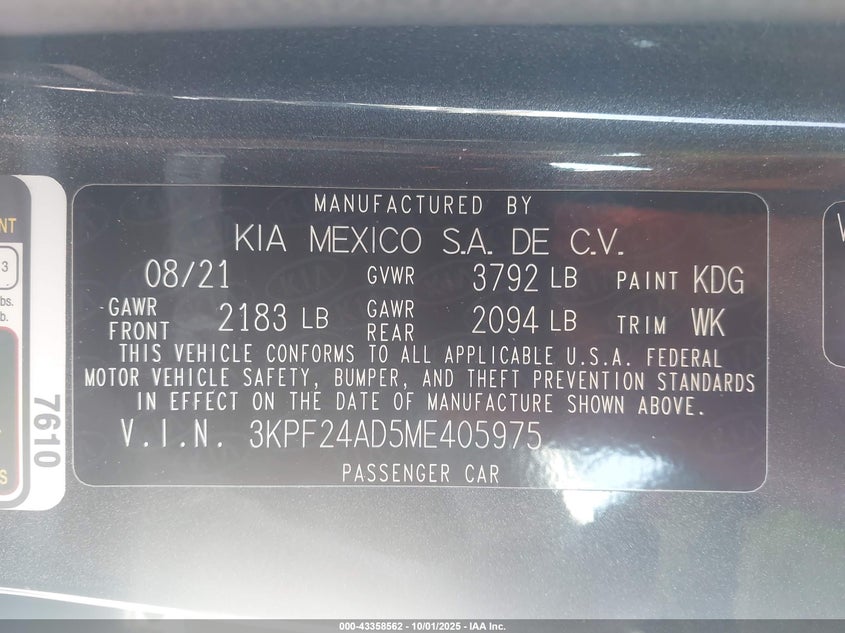 MANUFACTURED BY
KIA MEXICO S.A. DE C.V.
08/21 GVWR 3792 LB PAINT KDG
GAWR FRONT 2183 LB GAWR REAR 2094 LB TRIM WK
THIS VEHICLE CONFORMS TO ALL APPLICABLE U.S.A. FEDERAL
MOTOR VEHICLE SAFETY, BUMPER, AND THEFT PREVENTION STANDARDS
IN EFFECT ON THE DATE OF MANUFACTURE SHOWN ABOVE.
V.I.N. 3KPF24AD5ME405975
PASSENGER CAR
7610
3
000-43358562 - 10/01/2025 - IAA Inc.